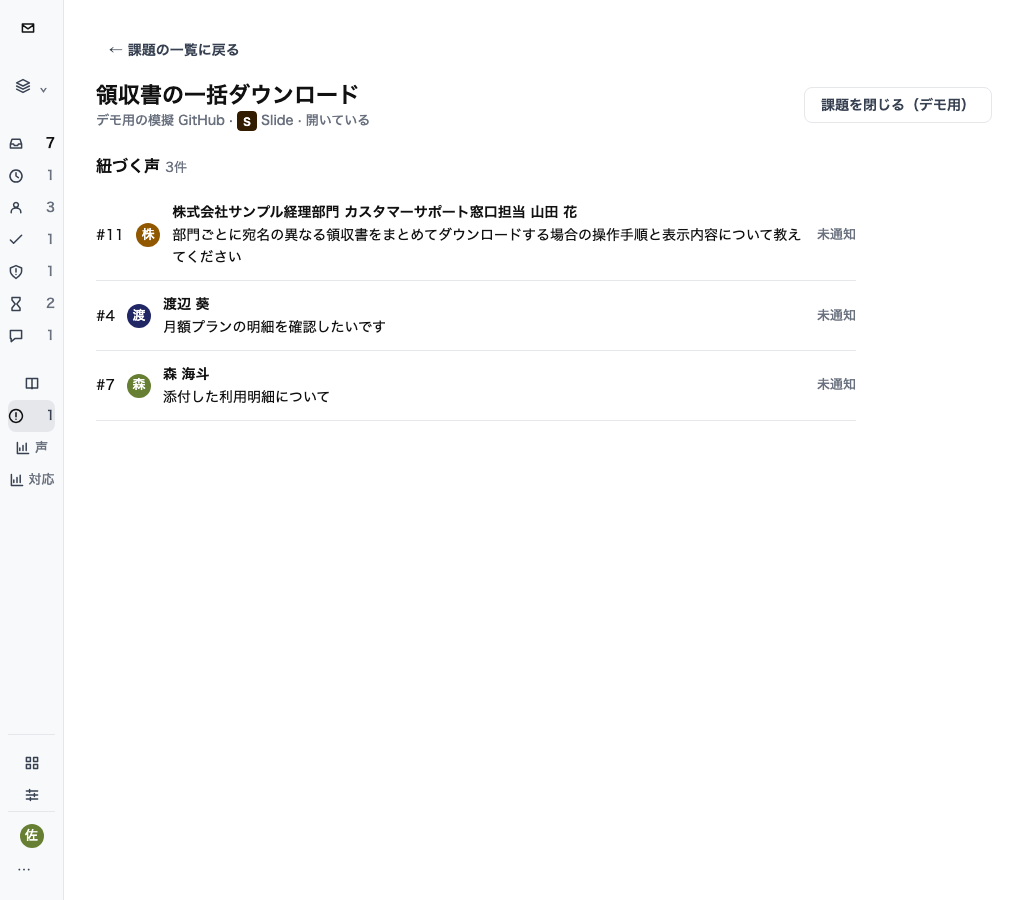 ← 課題の一覧に戻る
領収書の一括ダウンロード
デモ用の模擬 GitHub · S Slide · 開いている
課題を閉じる（デモ用）
紐づく声 3件
#11 株 株式会社サンプル経理部門 カスタマーサポート窓口担当 山田 花
部門ごとに宛名の異なる領収書をまとめてダウンロードする場合の操作手順と表示内容について教え
てください
未通知
#4 渡 渡辺 葵
月額プランの明細を確認したいです
未通知
#7 森 森 海斗
添付した利用明細について
未通知
7
1
3
1
1
2
1
1
声
対応
佐
…